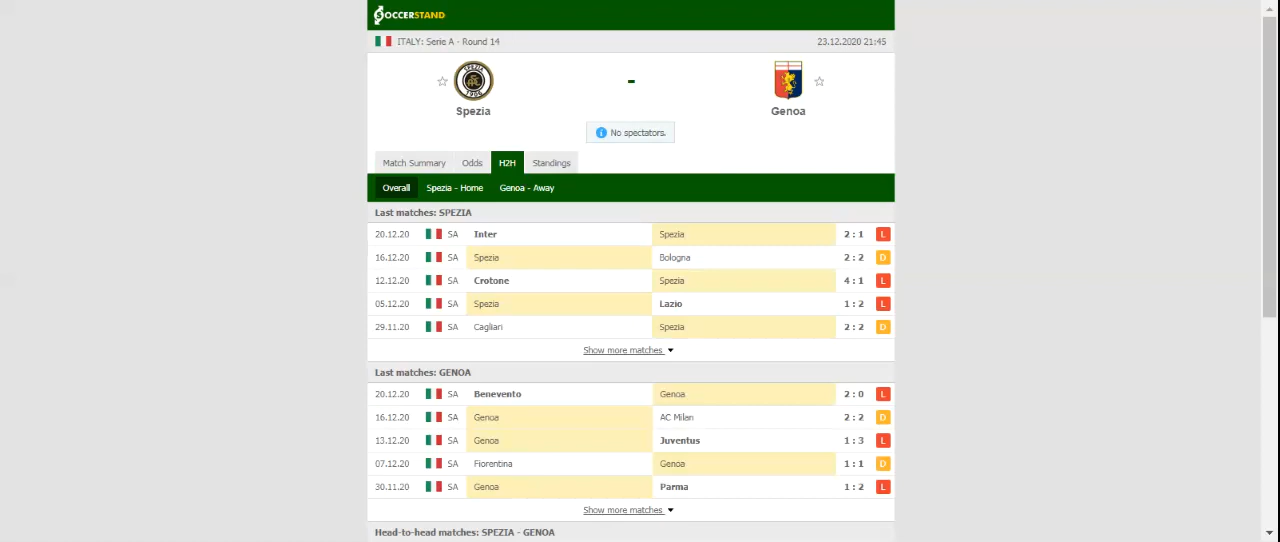 SOCCERSTAND
ITALY: Serie A - Round 14 23.12.2020 21:45
SPEZIA
1906
-
Spezia Genoa
No spectators.
Match Summary Odds H2H Standings
Overall Spezia - Home Genoa - Away
Last matches: SPEZIA
20.12.20 SA Inter Spezia 2 : 1 L
16.12.20 SA Spezia Bologna 2 : 2 D
12.12.20 SA Crotone Spezia 4 : 1 L
05.12.20 SA Spezia Lazio 1 : 2 L
29.11.20 SA Cagliari Spezia 2 : 2 D
Show more matches
Last matches: GENOA
20.12.20 SA Benevento Genoa 2 : 0 L
16.12.20 SA Genoa AC Milan 2 : 2 D
13.12.20 SA Genoa Juventus 1 : 3 L
07.12.20 SA Fiorentina Genoa 1 : 1 D
30.11.20 SA Genoa Parma 1 : 2 L
Show more matches
Head-to-head matches: SPEZIA - GENOA